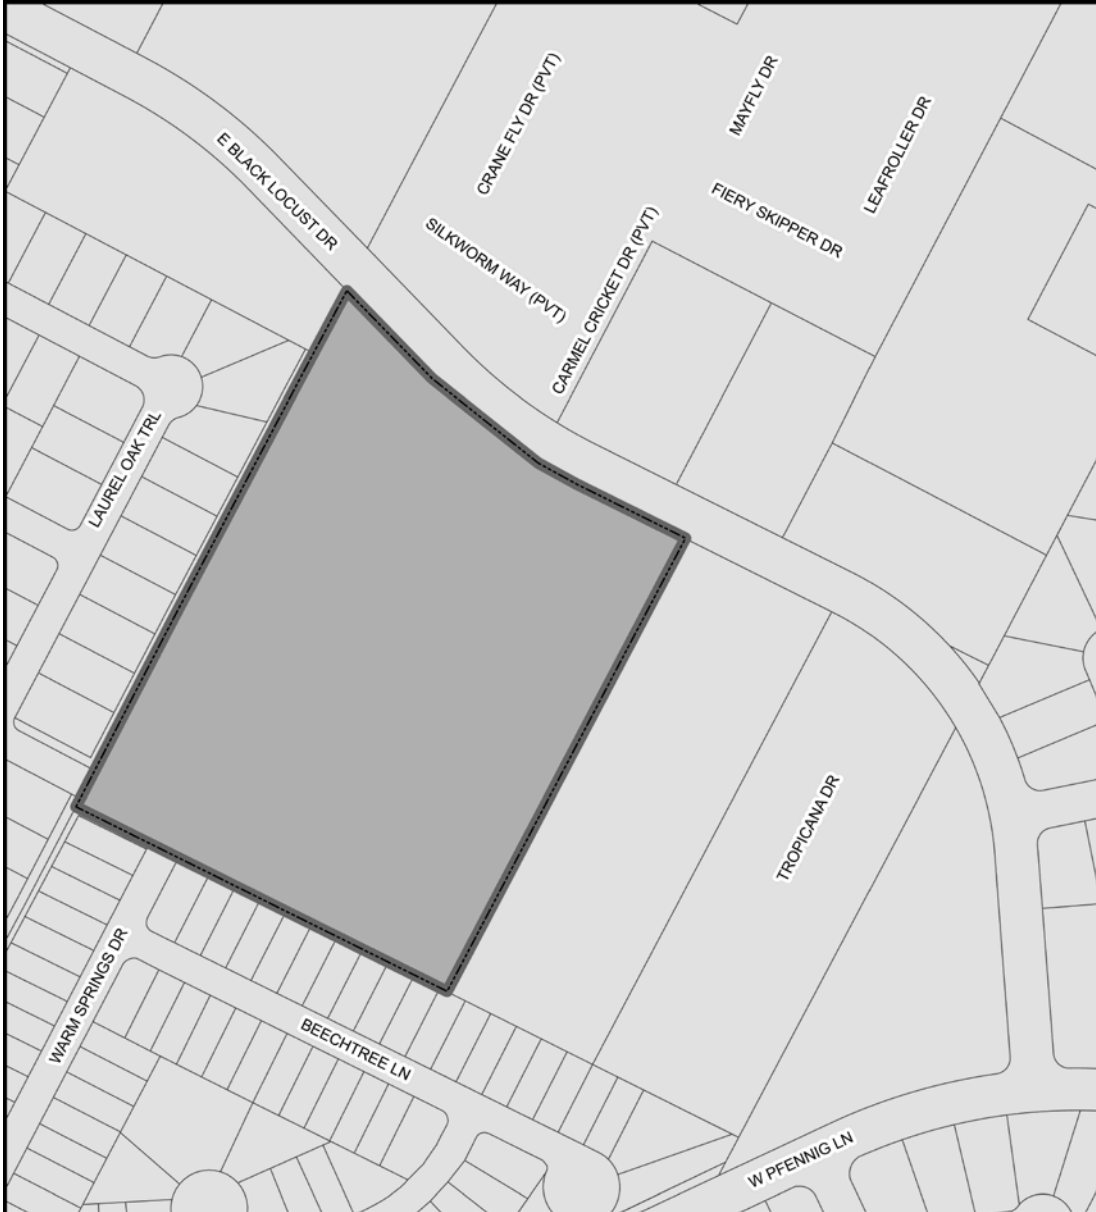 CRANE FLY DR (PVT)
MAYFLY DR
LEAFROLLER DR
E BLACK LOCUST DR
FIERY SKIPPER DR
SILKWORM WAY (PVT)
CARMEL CRICKET DR (PVT)
LAUREL OAK TRL
TROPICANA DR
WARM SPRINGS DR
BEECHTREE LN
W PFENNIG LN